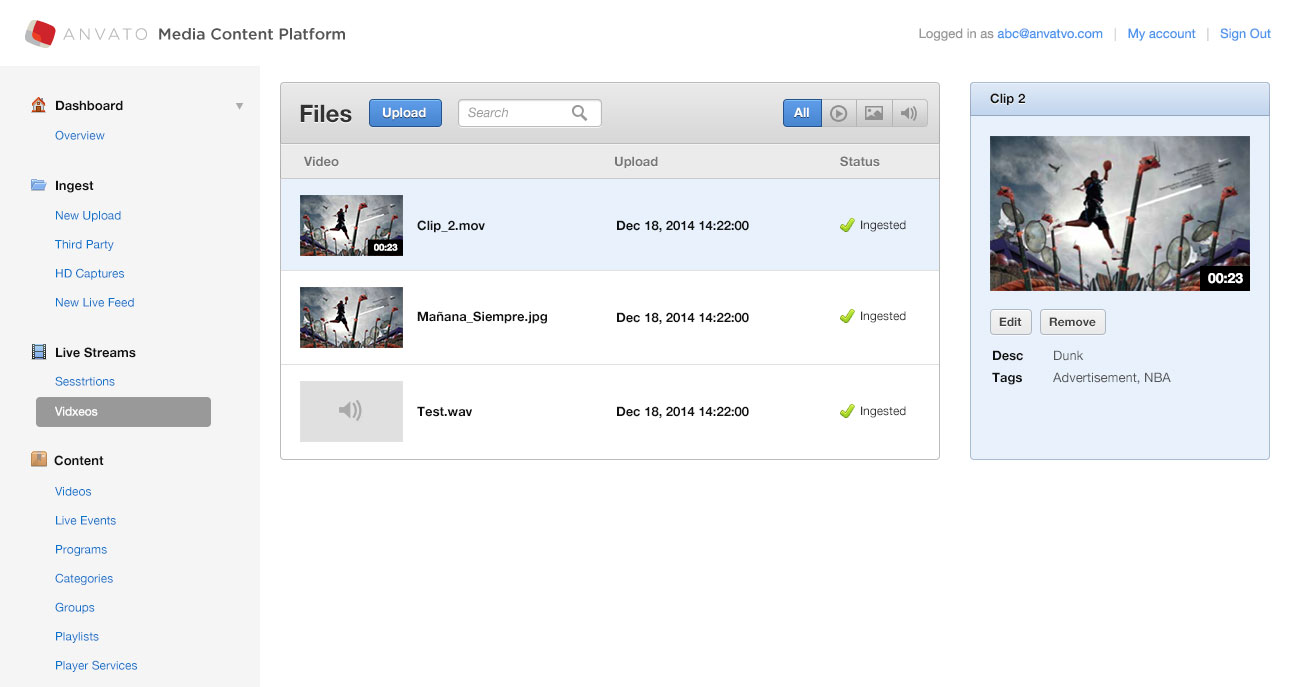 ANVATO Media Content Platform
Logged in as abc@anvatvo.com | My account | Sign Out
Dashboard
Overview
Ingest
New Upload
Third Party
HD Captures
New Live Feed
Live Streams
Sesstrtions
Vidxeos
Content
Videos
Live Events
Programs
Categories
Groups
Playlists
Player Services
Files Upload Search All
Video Upload Status
00:23 Clip_2.mov Dec 18, 2014 14:22:00 Ingested
Mañana_Siempre.jpg Dec 18, 2014 14:22:00 Ingested
Test.wav Dec 18, 2014 14:22:00 Ingested
Clip 2
00:23
Edit Remove
Desc Dunk
Tags Advertisement, NBA